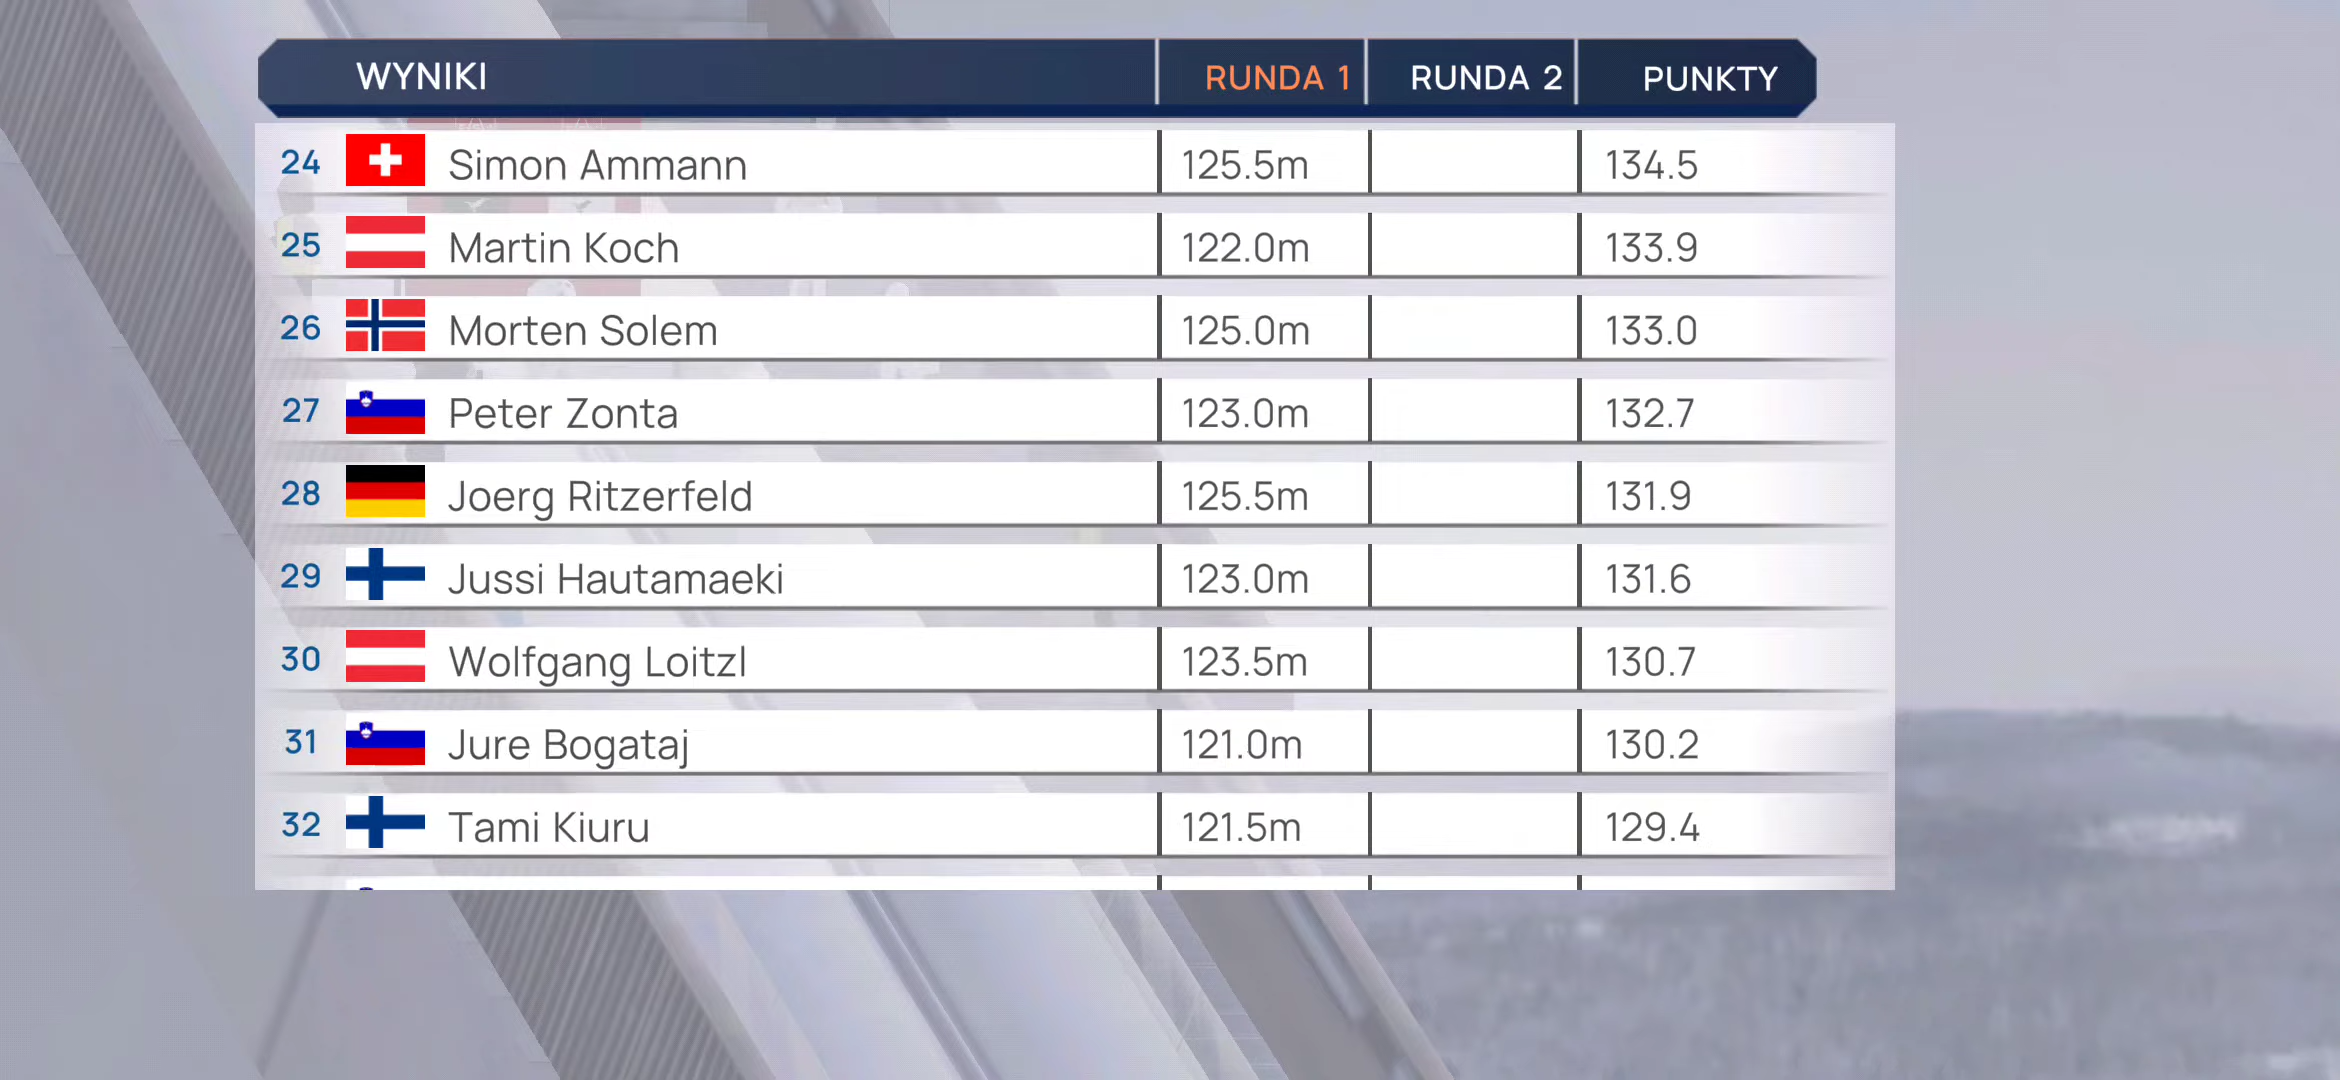 WYNIKI RUNDA 1 RUNDA 2 PUNKTY
24 Simon Ammann 125.5m 134.5
25 Martin Koch 122.0m 133.9
26 Morten Solem 125.0m 133.0
27 Peter Zonta 123.0m 132.7
28 Joerg Ritzerfeld 125.5m 131.9
29 Jussi Hautamaeki 123.0m 131.6
30 Wolfgang Loitzl 123.5m 130.7
31 Jure Bogataj 121.0m 130.2
32 Tami Kiuru 121.5m 129.4